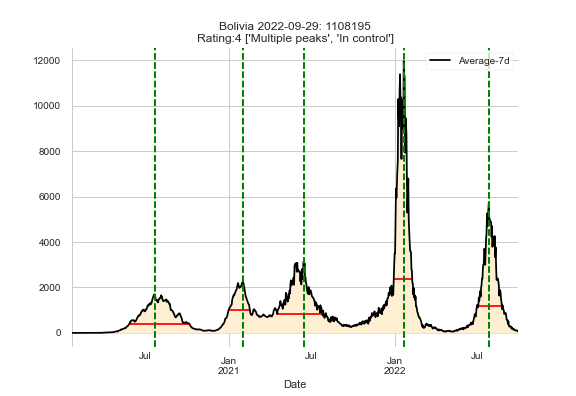 Bolivia 2022-09-29: 1108195
Rating:4 ['Multiple peaks', 'In control']
Average-7d
12000
10000
8000
6000
4000
2000
0
Jul
Jan
2021
Jul
Jan
2022
Jul
Date